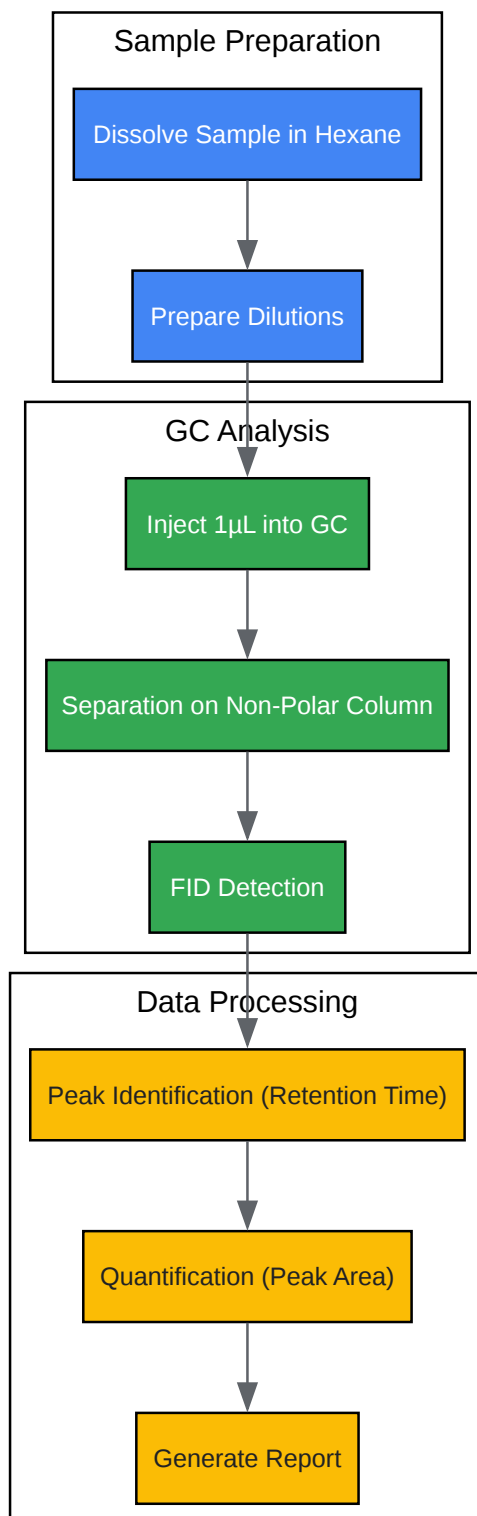 Sample Preparation
Dissolve Sample in Hexane
Prepare Dilutions
GC Analysis
Inject 1µL into GC
Separation on Non-Polar Column
FID Detection
Data Processing
Peak Identification (Retention Time)
Quantification (Peak Area)
Generate Report